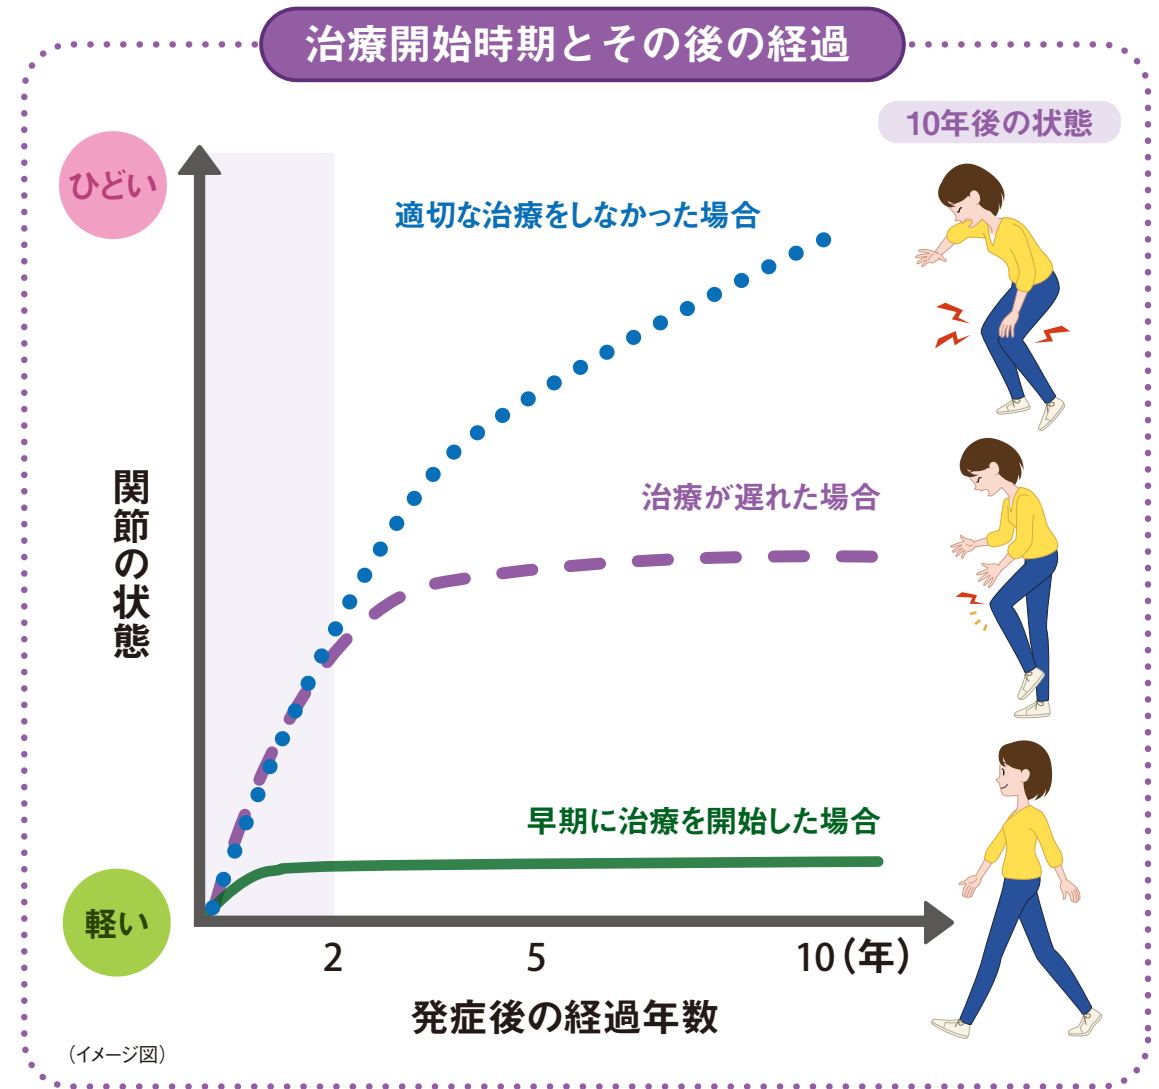 治療開始時期とその後の経過
10年後の状態
ひどい
適切な治療をしなかった場合
治療が遅れた場合
関節の状態
早期に治療を開始した場合
軽い
2 5 10(年)
発症後の経過年数
(イメージ図)